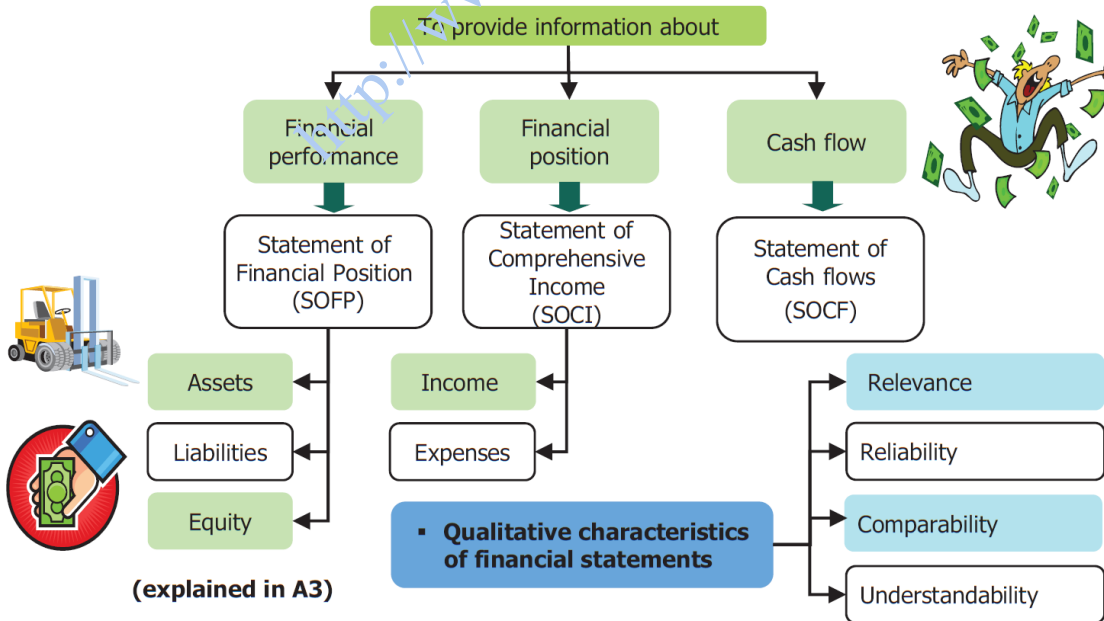 To provide information about
http://w
Financial
performance
Financial
position
Cash flow
Statement of
Financial Position
(SOFP)
Statement of
Comprehensive
Income
(SOCI)
Statement of
Cash flows
(SOCF)
Assets
Liabilities
Equity
(explained in A3)
Income
Expenses
▪ Qualitative characteristics
of financial statements
Relevance
Reliability
Comparability
Understandability